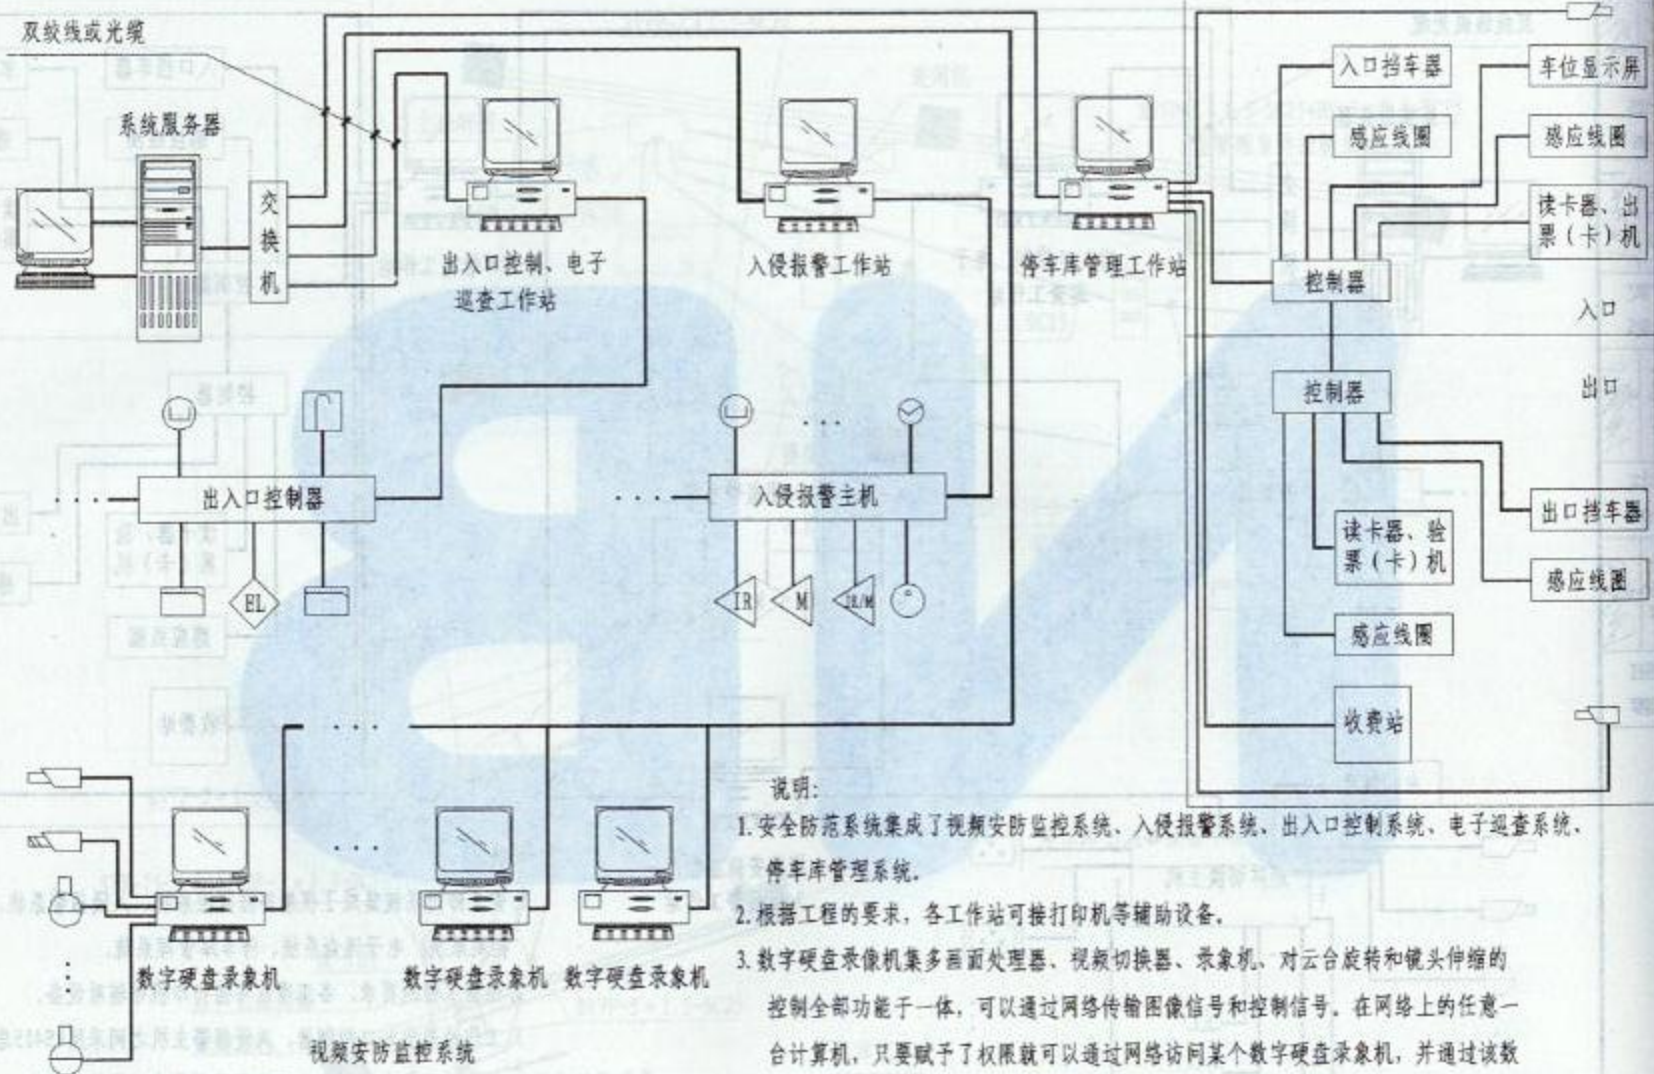 双绞线或光缆
系统服务器
交
换
机
出入口控制、电子
巡查工作站
入侵报警工作站
停车库管理工作站
入口挡车器
车位显示屏
感应线圈
感应线圈
读卡器、出
票（卡）机
控制器
入口
控制器
出口
出入口控制器
入侵报警主机
EL
IR
M
IR/M
读卡器、验
票（卡）机
出口挡车器
感应线圈
感应线圈
收费站
数字硬盘录象机
数字硬盘录象机
数字硬盘录象机
视频安防监控系统
说明:
1. 安全防范系统集成了视频安防监控系统、入侵报警系统、出入口控制系统、电子巡查系统、
停车库管理系统。
2. 根据工程的要求，各工作站可接打印机等辅助设备。
3. 数字硬盘录像机集多画面处理器、视频切换器、录象机、对云台旋转和镜头伸缩的
控制全部功能于一体，可以通过网络传输图像信号和控制信号。在网络上的任意一
台计算机，只要赋予了权限就可以通过网络访问某个数字硬盘录象机，并通过该数